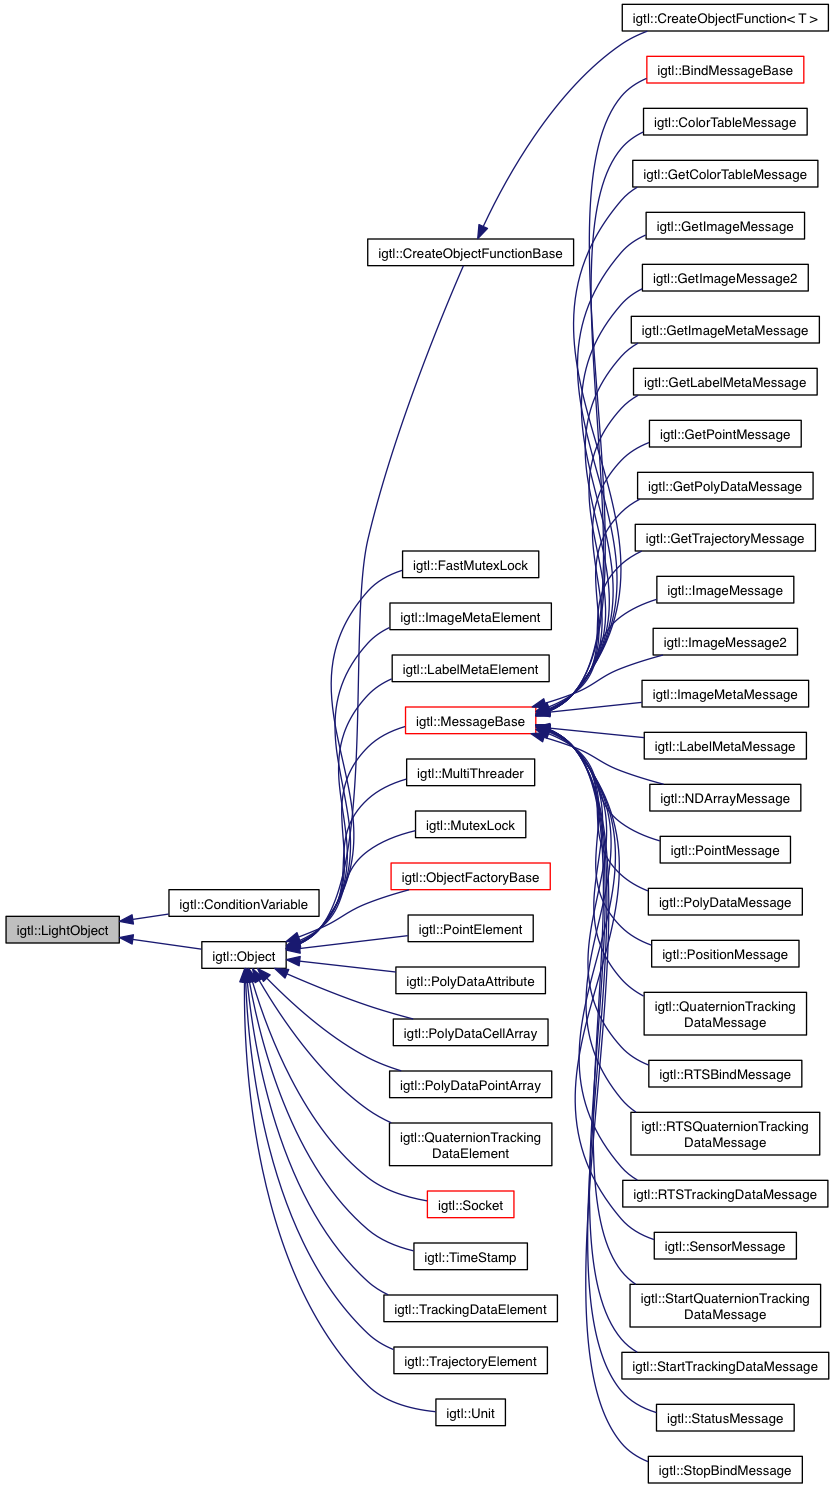 igtl::CreateObjectFunction< T >
igtl::BindMessageBase
igtl::ColorTableMessage
igtl::GetColorTableMessage
igtl::GetImageMessage
igtl::CreateObjectFunctionBase
igtl::GetImageMessage2
igtl::GetImageMetaMessage
igtl::GetLabelMetaMessage
igtl::GetPointMessage
igtl::GetPolyDataMessage
igtl::GetTrajectoryMessage
igtl::FastMutexLock
igtl::ImageMessage
igtl::ImageMetaElement
igtl::ImageMessage2
igtl::LabelMetaElement
igtl::ImageMetaMessage
igtl::MessageBase
igtl::LabelMetaMessage
igtl::MultiThreader
igtl::NDArrayMessage
igtl::MutexLock
igtl::PointMessage
igtl::ObjectFactoryBase
igtl::PolyDataMessage
igtl::ConditionVariable
igtl::LightObject
igtl::PointElement
igtl::Object
igtl::PositionMessage
igtl::PolyDataAttribute
igtl::QuaternionTracking
DataMessage
igtl::PolyDataCellArray
igtl::RTSBindMessage
igtl::PolyDataPointArray
igtl::RTSQuaternionTracking
DataMessage
igtl::QuaternionTracking
DataElement
igtl::RTSTrackingDataMessage
igtl::Socket
igtl::SensorMessage
igtl::TimeStamp
igtl::StartQuaternionTracking
DataMessage
igtl::TrackingDataElement
igtl::TrajectoryElement
igtl::StartTrackingDataMessage
igtl::Unit
igtl::StatusMessage
igtl::StopBindMessage